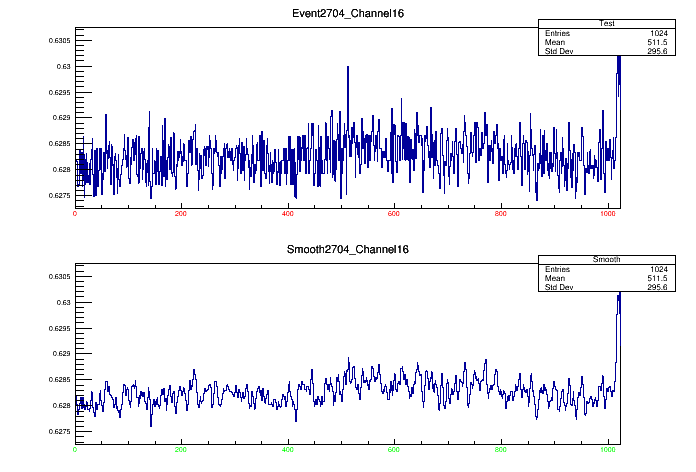 Event2704_Channel16
Test
Entries 1024
Mean 511.5
Std Dev 295.6
0.6305
0.63
0.6295
0.629
0.6285
0.628
0.6275
0 200 400 600 800 1000
Smooth2704_Channel16
Smooth
Entries 1024
Mean 511.5
Std Dev 295.6
0.6305
0.63
0.6295
0.629
0.6285
0.628
0.6275
0 200 400 600 800 1000